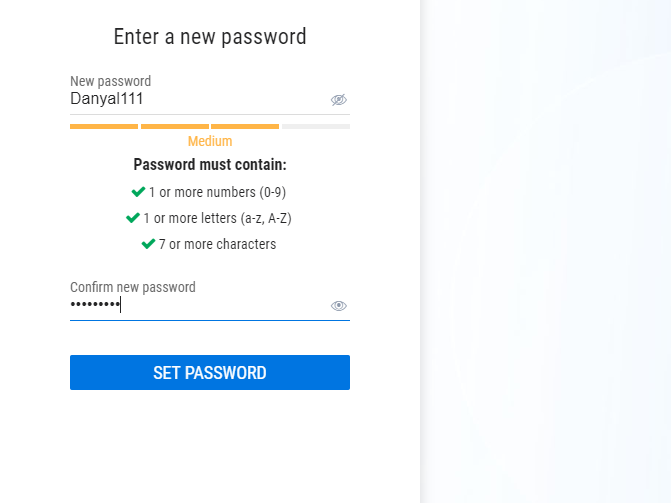 Enter a new password
New password
Danyal111
Medium
Password must contain:
1 or more numbers (0-9)
1 or more letters (a-z, A-Z)
7 or more characters
Confirm new password
•••••••••
SET PASSWORD